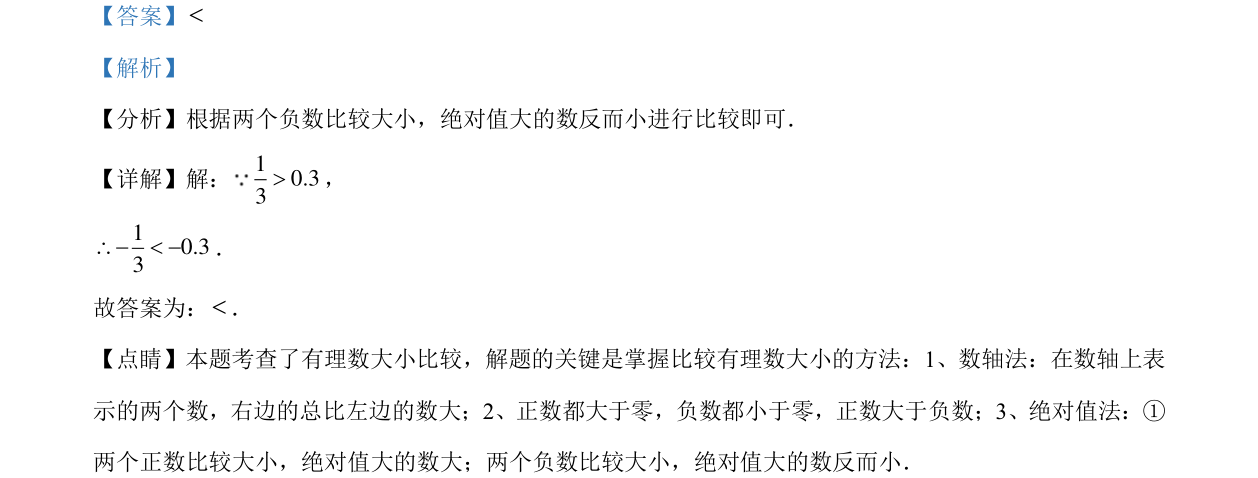 【答案】<
【解析】
【分析】根据两个负数比较大小，绝对值大的数反而小进行比较即可．
【详解】解：∵$\frac{1}{3}>0.3$，
∴$-\frac{1}{3}<-0.3$．
故答案为：<．
【点睛】本题考查了有理数大小比较，解题的关键是掌握比较有理数大小的方法：1、数轴法：在数轴上表
示的两个数，右边的总比左边的数大；2、正数都大于零，负数都小于零，正数大于负数；3、绝对值法：①
两个正数比较大小，绝对值大的数大；两个负数比较大小，绝对值大的数反而小．